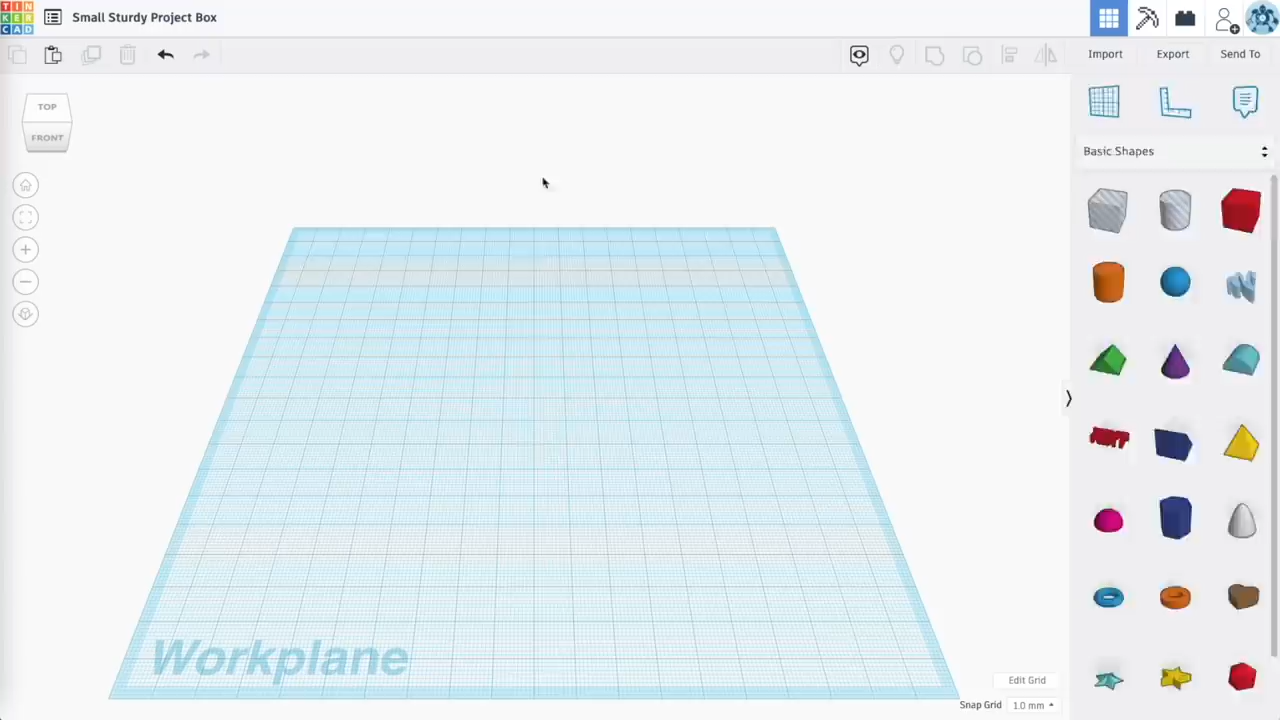 TIN
KER
CAD
Small Sturdy Project Box
Import
Export
Send To
TOP
FRONT
Basic Shapes
Workplane
Edit Grid
Snap Grid
1.0 mm